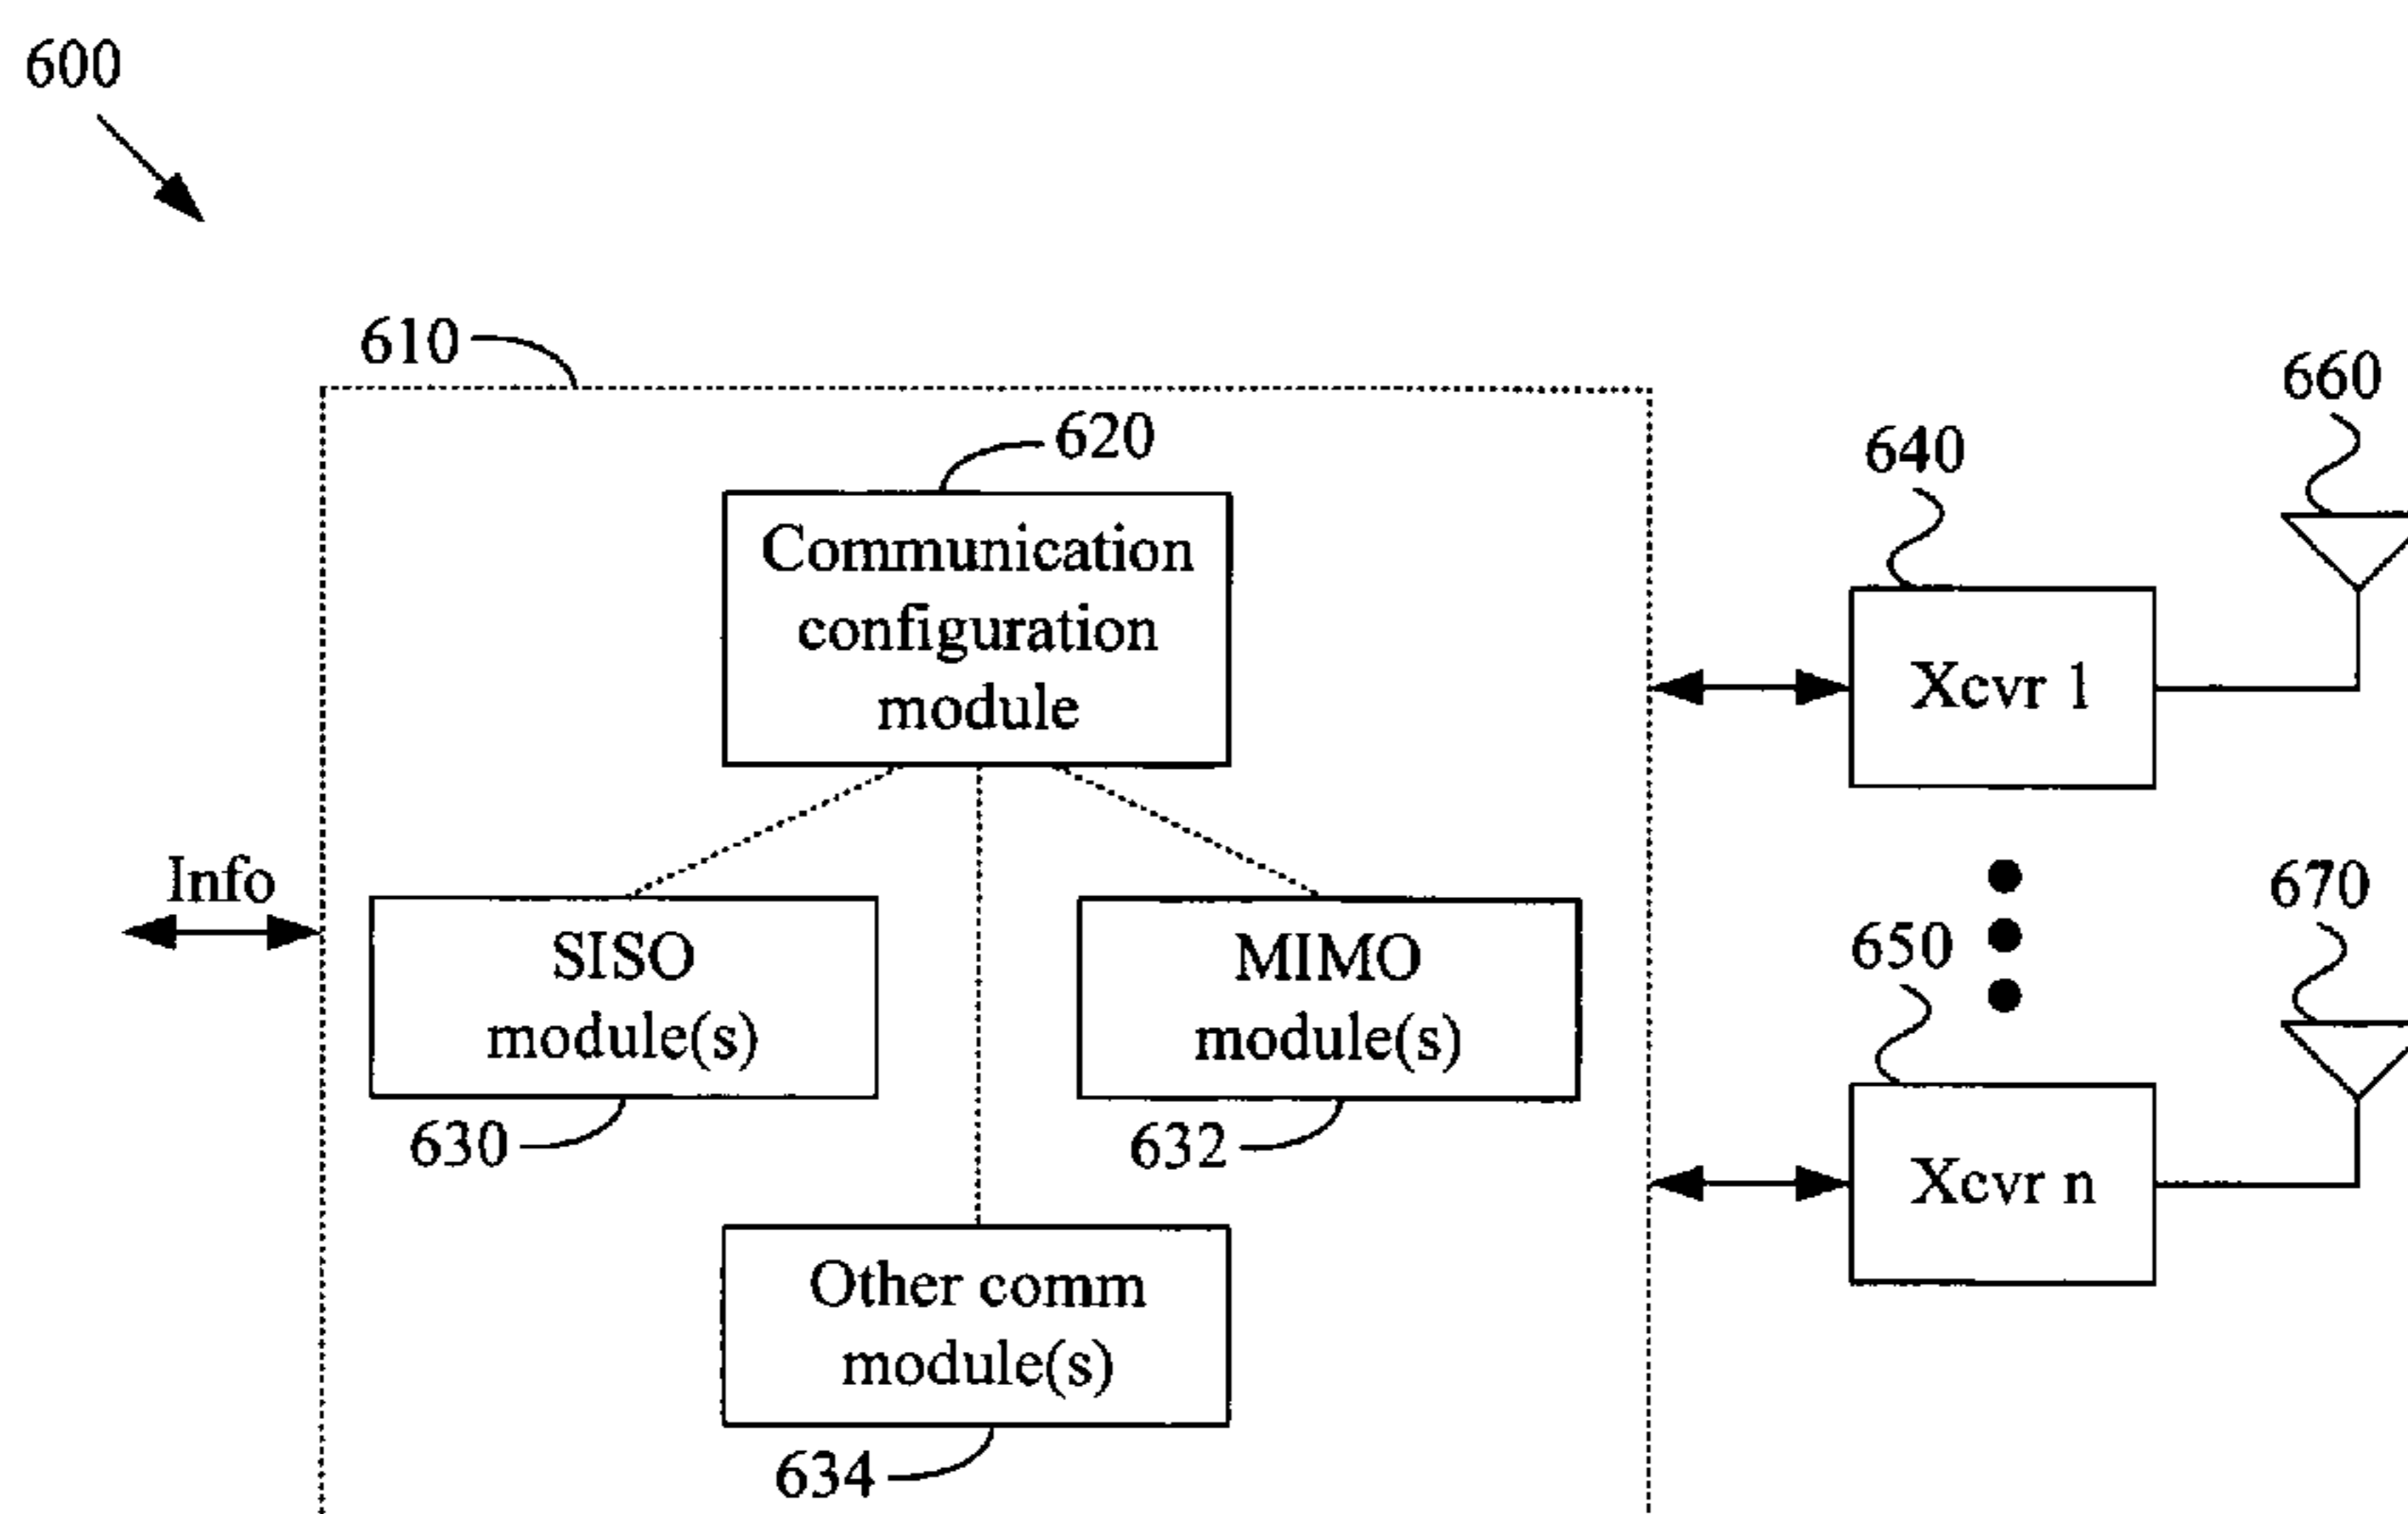 600
610
660
620
640
Communication
configuration
module
Xcvr 1
Info
670
650
SISO
module(s)
MIMO
module(s)
630
632
Xcvr n
Other comm
module(s)
634